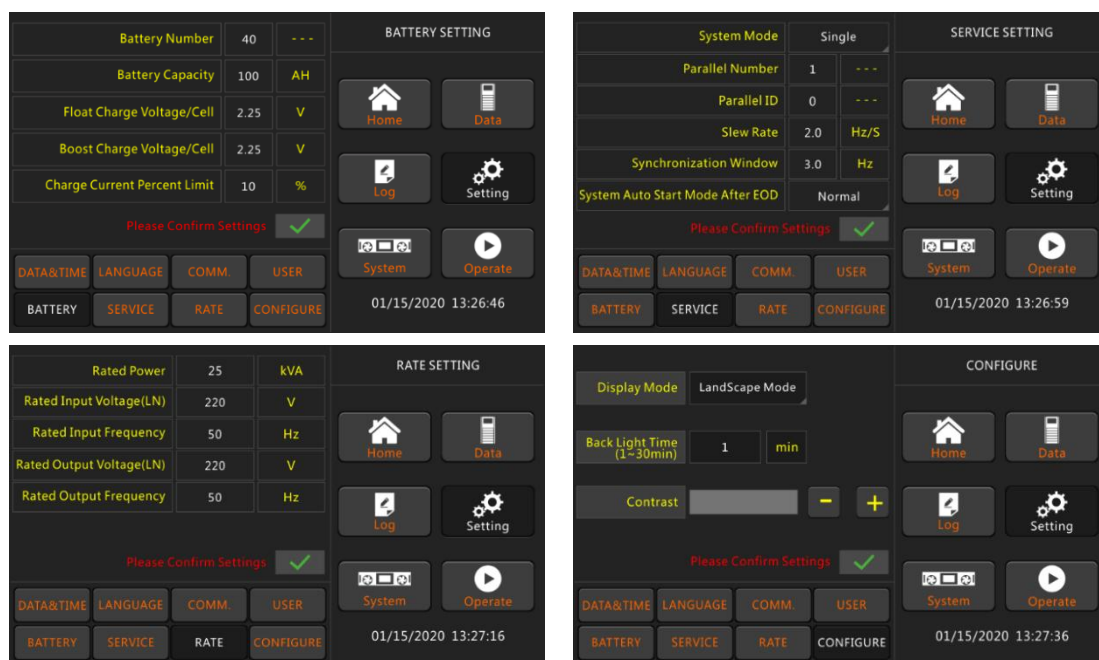 BATTERY SETTING
Battery Number 40 ---
Battery Capacity 100 AH
Float Charge Voltage/Cell 2.25 V
Boost Charge Voltage/Cell 2.25 V
Charge Current Percent Limit 10 %
Please Confirm Settings
Home Data
Log Setting
System Operate
DATA&TIME LANGUAGE COMM. USER
BATTERY SERVICE RATE CONFIGURE
01/15/2020 13:26:46
SERVICE SETTING
System Mode Single
Parallel Number 1 ---
Parallel ID 0 ---
Slew Rate 2.0 Hz/S
Synchronization Window 3.0 Hz
System Auto Start Mode After EOD Normal
Please Confirm Settings
Home Data
Log Setting
System Operate
DATA&TIME LANGUAGE COMM. USER
BATTERY SERVICE RATE CONFIGURE
01/15/2020 13:26:59
RATE SETTING
Rated Power 25 kVA
Rated Input Voltage(LN) 220 V
Rated Input Frequency 50 Hz
Rated Output Voltage(LN) 220 V
Rated Output Frequency 50 Hz
Please Confirm Settings
Home Data
Log Setting
System Operate
DATA&TIME LANGUAGE COMM. USER
BATTERY SERVICE RATE CONFIGURE
01/15/2020 13:27:16
CONFIGURE
Display Mode LandScape Mode
Back Light Time
(1~30min) 1 min
Contrast - +
Please Confirm Settings
Home Data
Log Setting
System Operate
DATA&TIME LANGUAGE COMM. USER
BATTERY SERVICE RATE CONFIGURE
01/15/2020 13:27:36